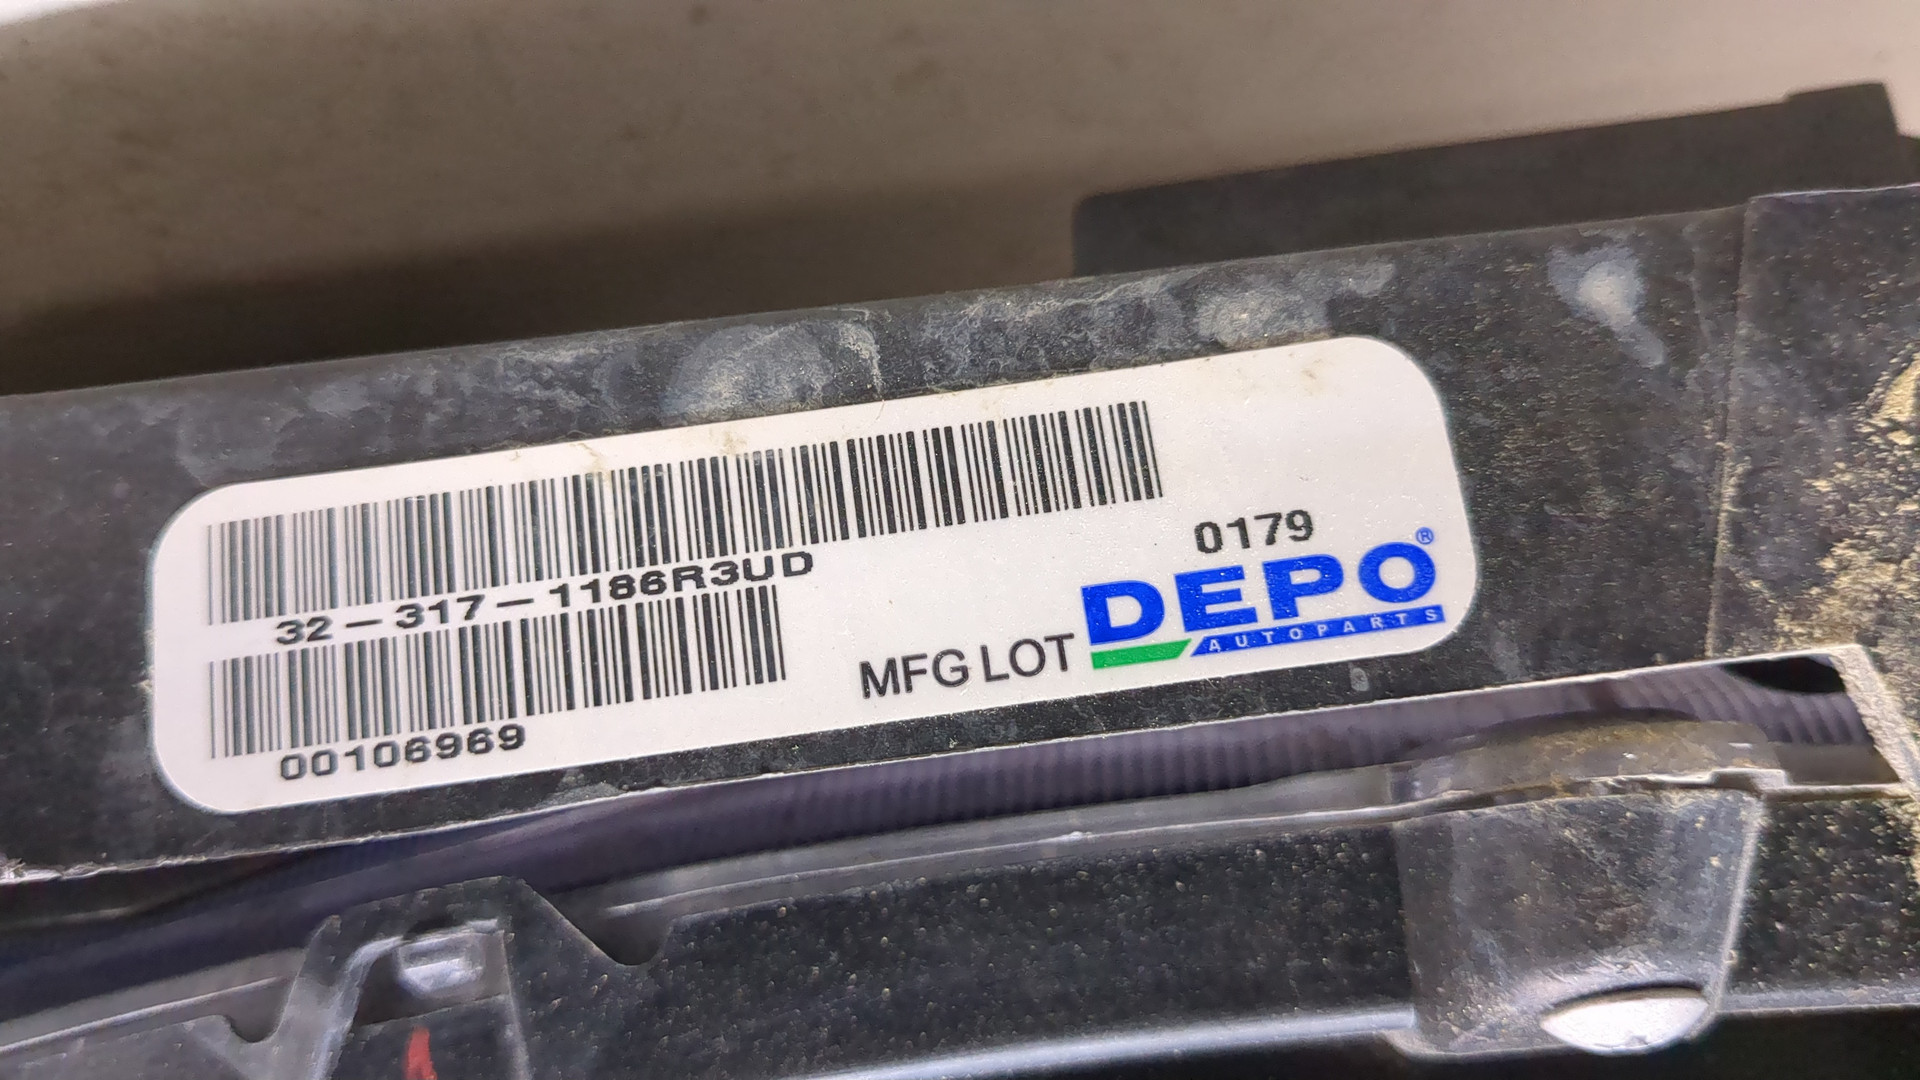 32-317-1186R3UD
00106969
0179
MFG LOT
DEPO®
AUTOPARTS